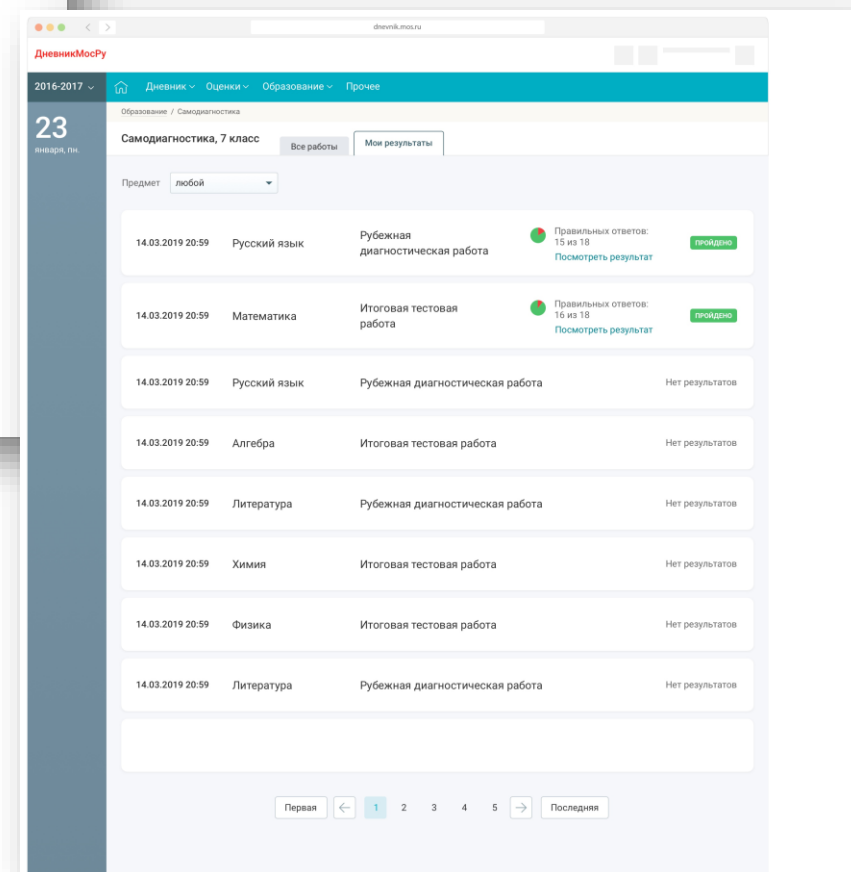 dnevnik.mos.ru
ДневникМосРу
2016-2017 Дневник Оценки Образование Прочее
Образование / Самодиагностика
23
января, пн.
Самодиагностика, 7 класс Все работы Мои результаты
Предмет любой
14.03.2019 20:59 Русский язык Рубежная диагностическая работа Правильных ответов: 15 из 18 Посмотреть результат ПРОЙДЕНО
14.03.2019 20:59 Математика Итоговая тестовая работа Правильных ответов: 16 из 18 Посмотреть результат ПРОЙДЕНО
14.03.2019 20:59 Русский язык Рубежная диагностическая работа Нет результатов
14.03.2019 20:59 Алгебра Итоговая тестовая работа Нет результатов
14.03.2019 20:59 Литература Рубежная диагностическая работа Нет результатов
14.03.2019 20:59 Химия Итоговая тестовая работа Нет результатов
14.03.2019 20:59 Физика Итоговая тестовая работа Нет результатов
14.03.2019 20:59 Литература Рубежная диагностическая работа Нет результатов
Первая 1 2 3 4 5 Последняя